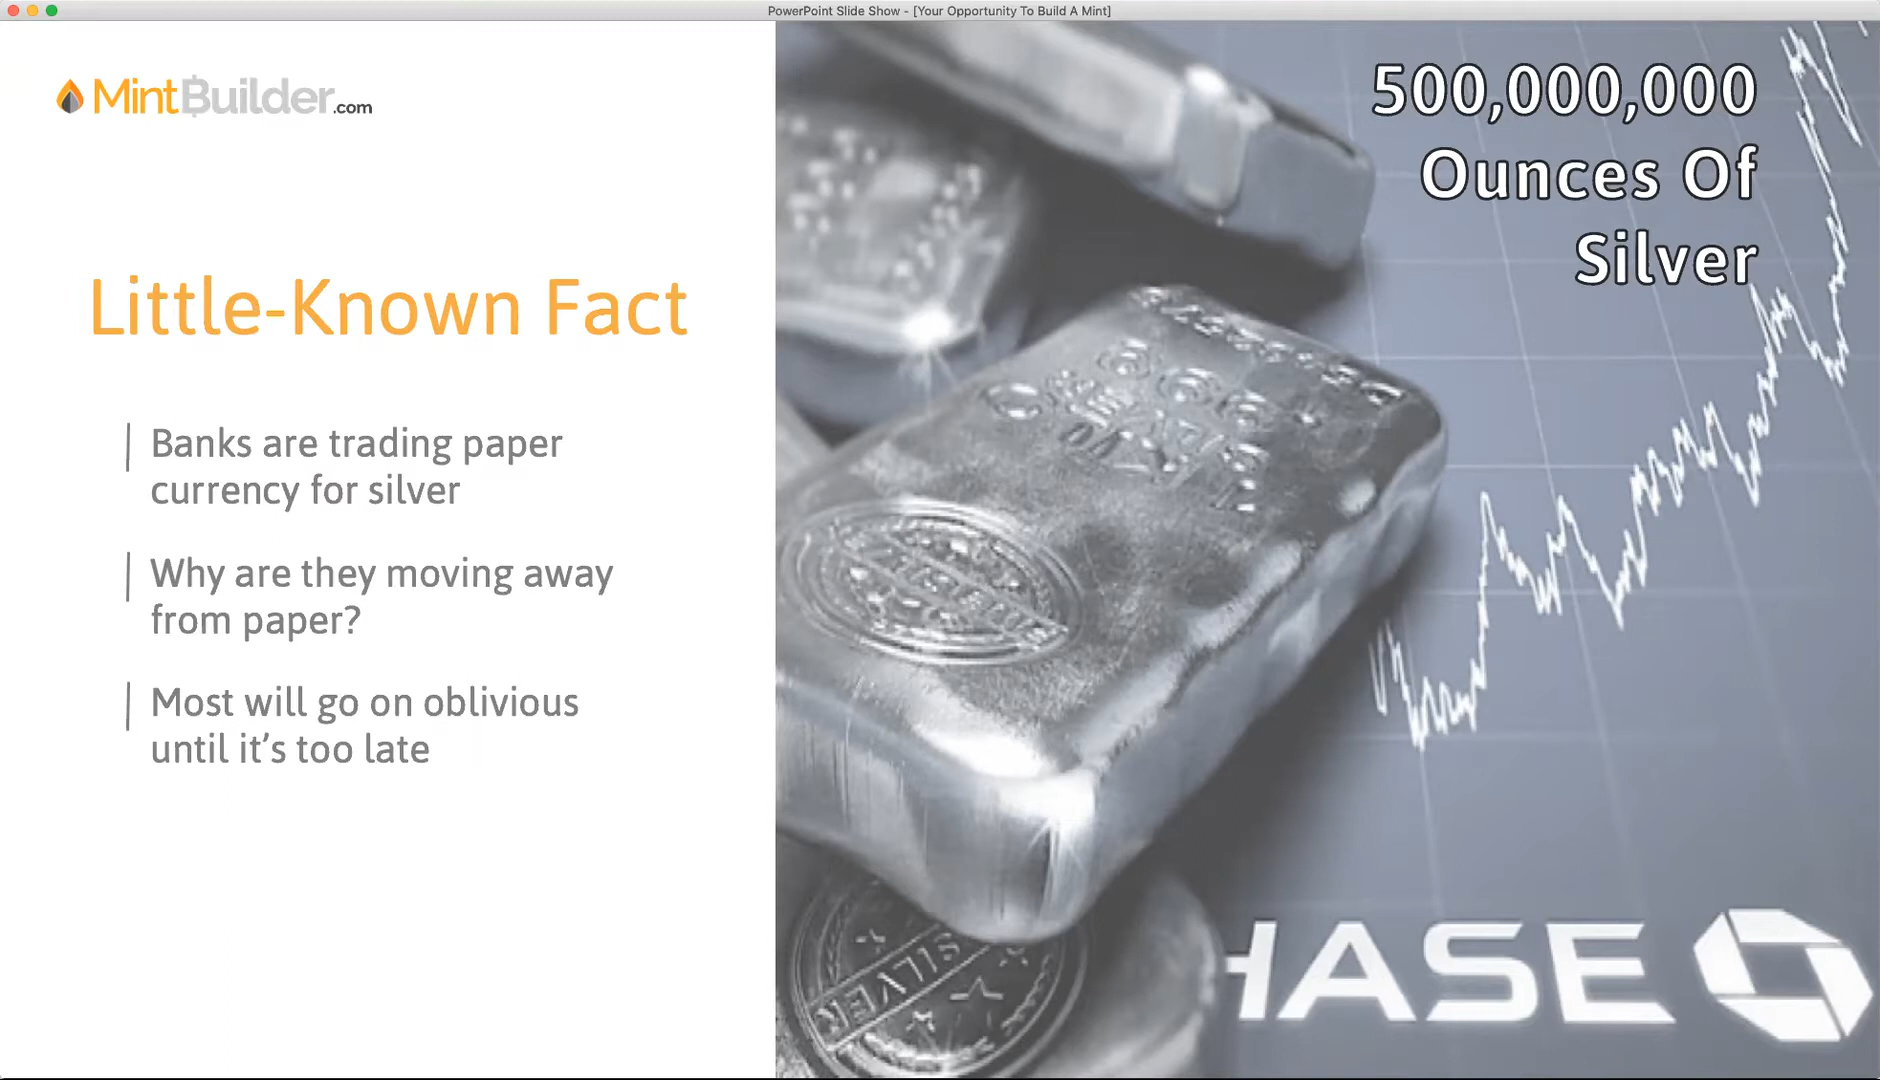 PowerPoint Slide Show - [Your Opportunity To Build A Mint]
MintBuilder.com
Little-Known Fact
Banks are trading paper
currency for silver
Why are they moving away
from paper?
Most will go on oblivious
until it's too late
500,000,000
Ounces Of
Silver
HASE
SILVER